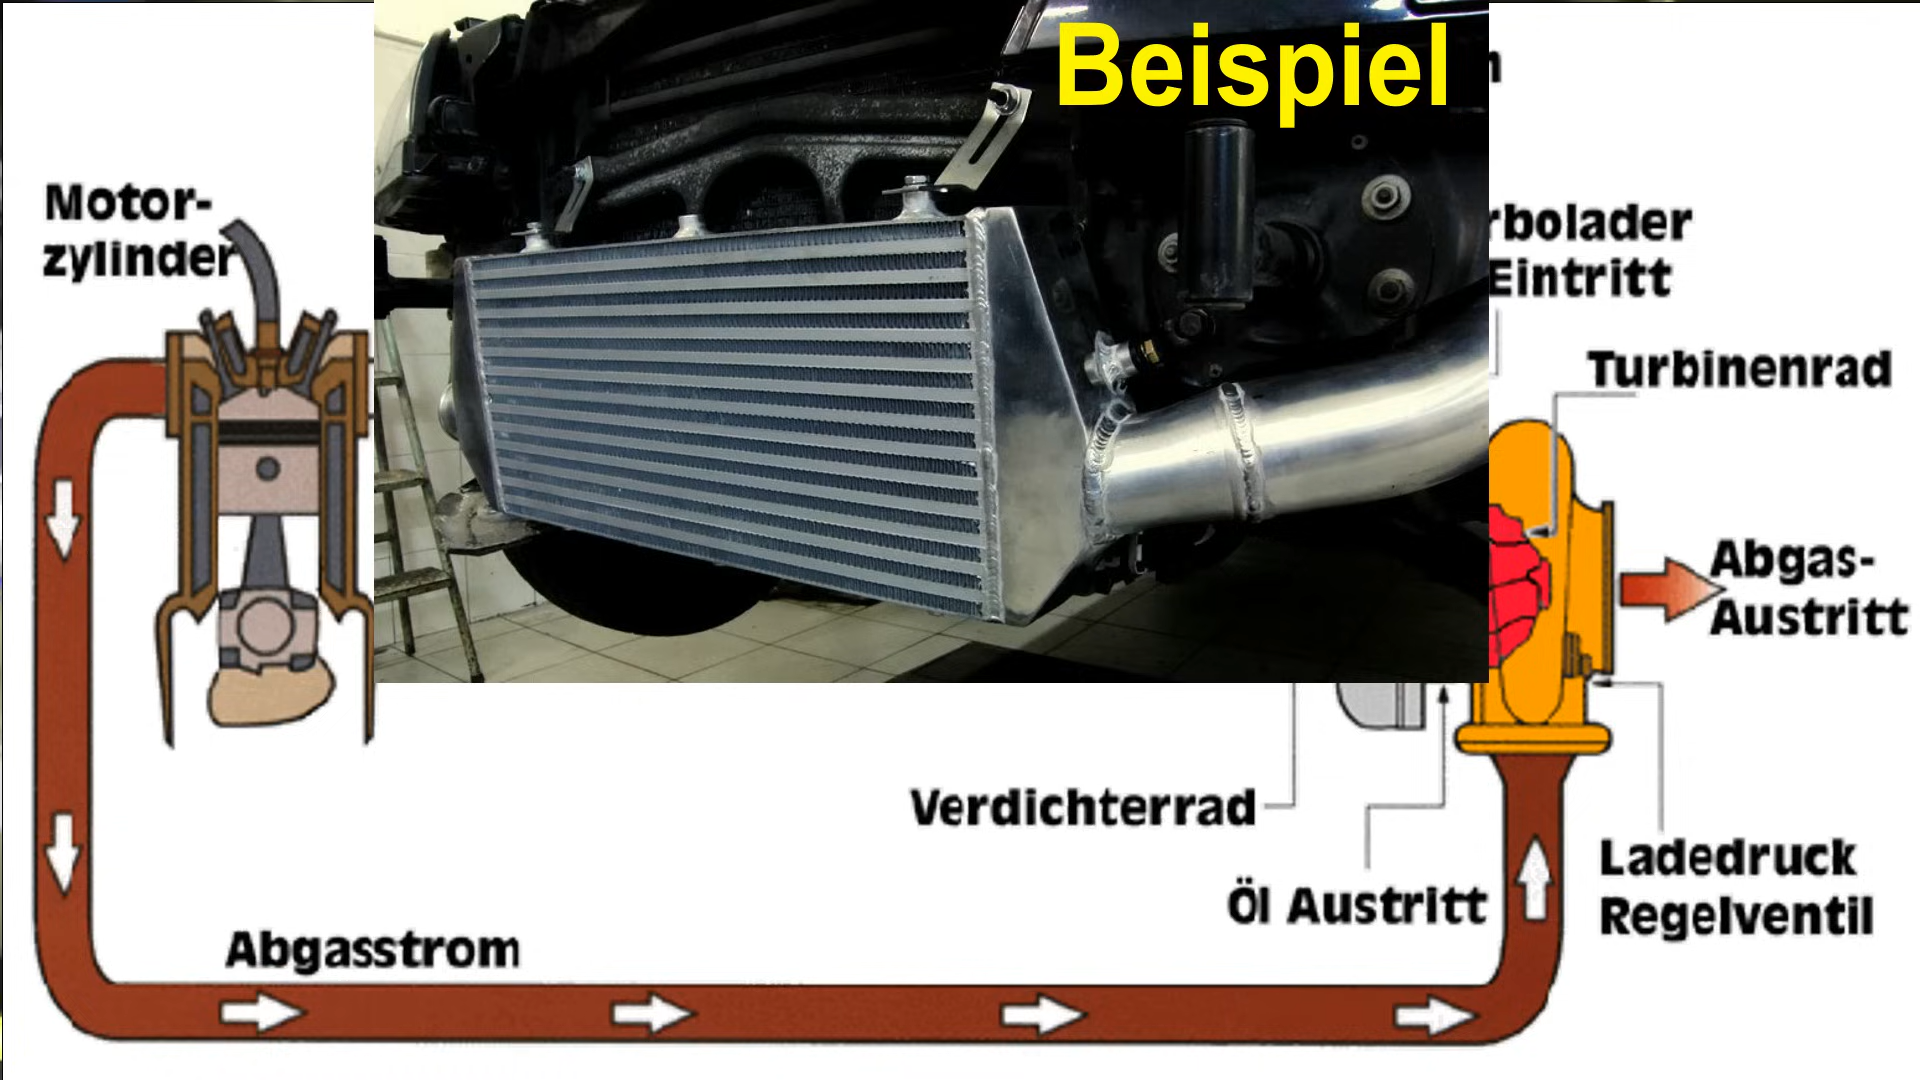 Beispiel
Motor-
zylinder
rbolader
Eintritt
Turbinenrad
Abgas-
Austritt
Verdichterrad
Öl Austritt
Ladedruck
Regelventil
Abgasstrom